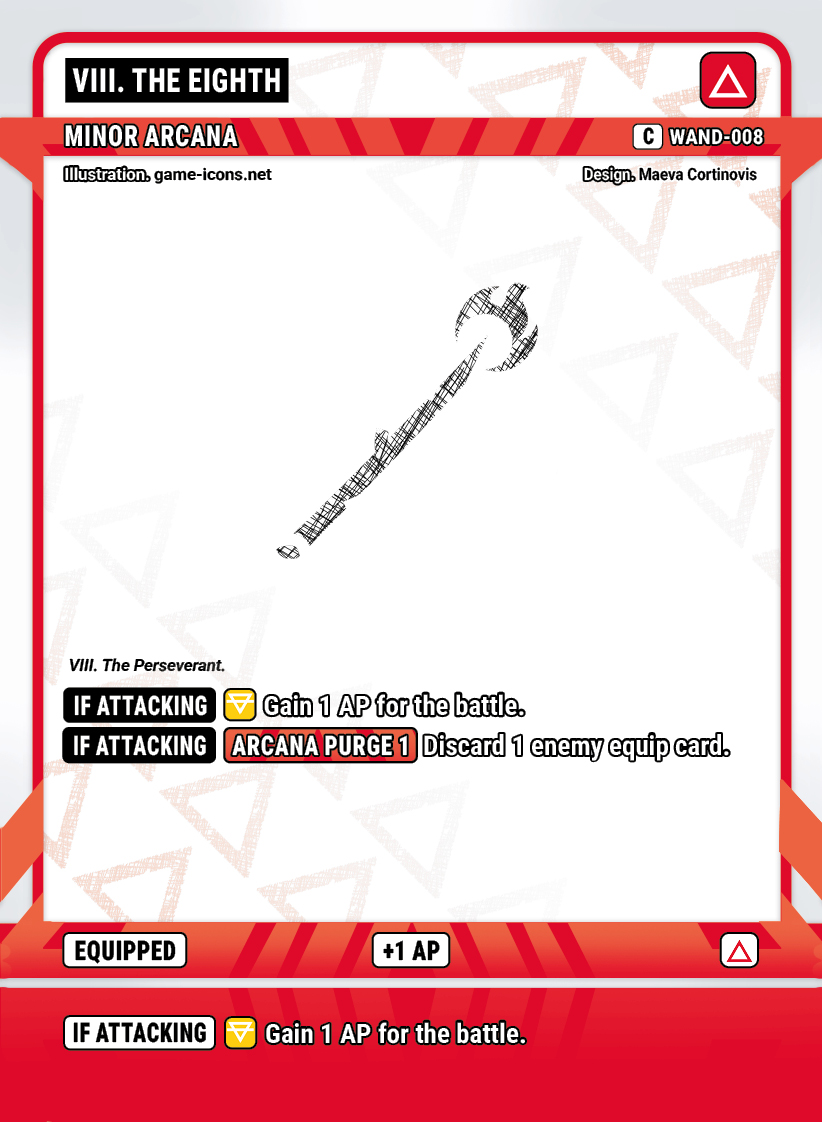 VIII. THE EIGHTH
MINOR ARCANA
C WAND-008
Illustration. game-icons.net
Design. Maeva Cortinovis
VIII. The Perseverant.
IF ATTACKING Gain 1 AP for the battle.
IF ATTACKING ARCANA PURGE 1 Discard 1 enemy equip card.
EQUIPPED
+1 AP
IF ATTACKING Gain 1 AP for the battle.